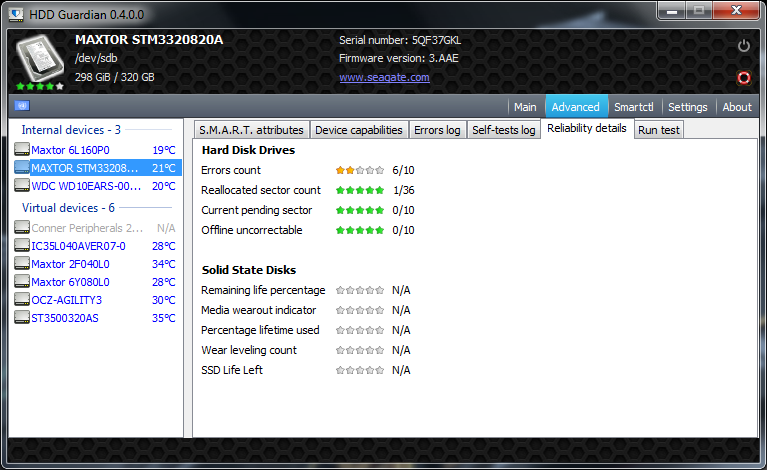 HDD Guardian 0.4.0.0
MAXTOR STM3320820A
/dev/sdb
298 GiB / 320 GB
Serial number: 5QF37GKL
Firmware version: 3.AAE
www.seagate.com
Main Advanced Smartctl Settings About
Internal devices - 3
Maxtor 6L160P0 19°C
MAXTOR STM33208... 21°C
WDC WD10EARS-00... 20°C
Virtual devices - 6
Conner Peripherals 2... N/A
IC35L040AVER07-0 28°C
Maxtor 2F040L0 34°C
Maxtor 6Y080L0 28°C
OCZ-AGILITY3 30°C
ST3500320AS 35°C
S.M.A.R.T. attributes Device capabilities Errors log Self-tests log Reliability details Run test
Hard Disk Drives
Errors count 6/10
Reallocated sector count 1/36
Current pending sector 0/10
Offline uncorrectable 0/10
Solid State Disks
Remaining life percentage N/A
Media wearout indicator N/A
Percentage lifetime used N/A
Wear leveling count N/A
SSD Life Left N/A